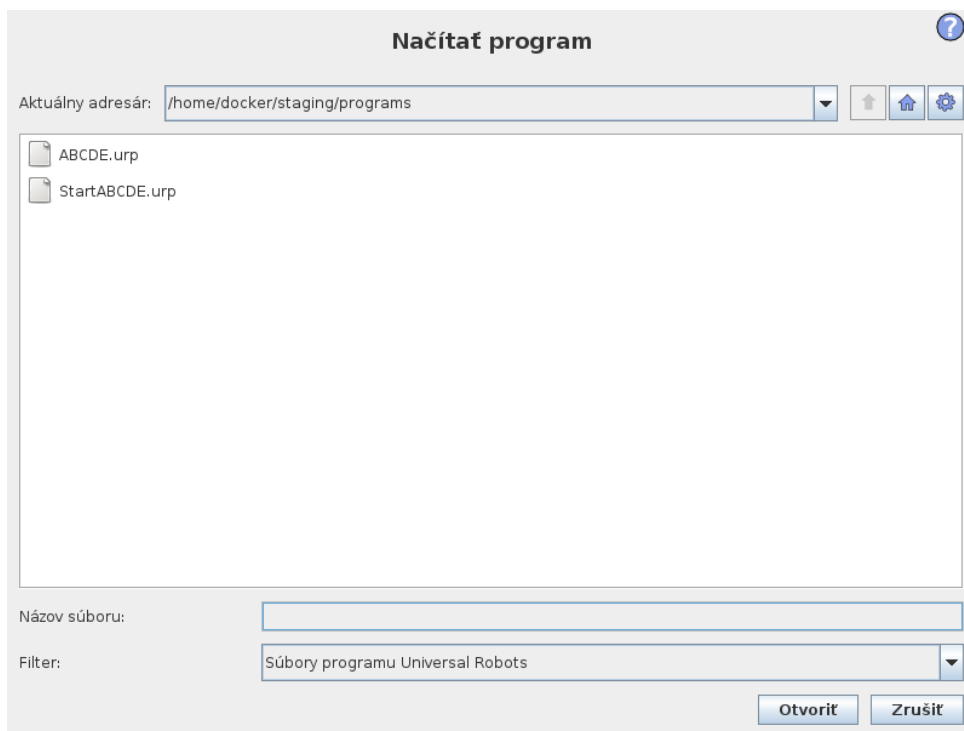 Načítať program
?
Aktuálny adresár: /home/docker/staging/programs
ABCDE.urp
StartABCDE.urp
Názov súboru:
Filter: Súbory programu Universal Robots
Otvoriť Zrušiť